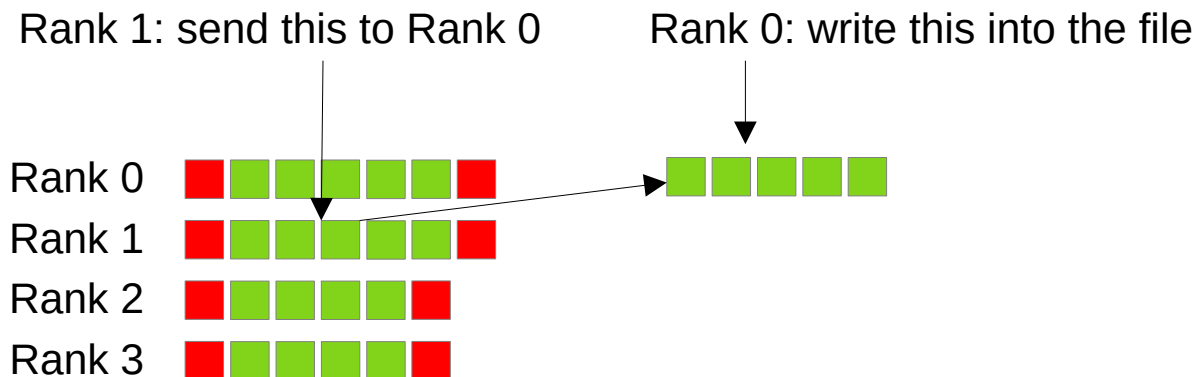 Rank 1: send this to Rank 0
Rank 0: write this into the file
Rank 0
Rank 1
Rank 2
Rank 3